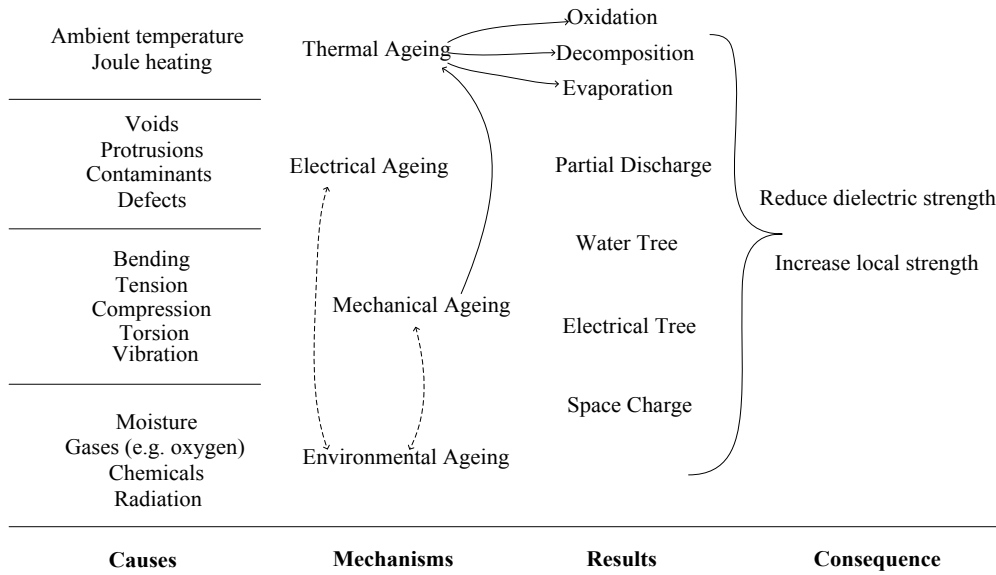 Ambient temperature
Joule heating
Voids
Protrusions
Contaminants
Defects
Bending
Tension
Compression
Torsion
Vibration
Moisture
Gases (e.g. oxygen)
Chemicals
Radiation
Causes
Thermal Ageing
Electrical Ageing
Mechanical Ageing
Environmental Ageing
Mechanisms
Oxidation
Decomposition
Evaporation
Partial Discharge
Water Tree
Electrical Tree
Space Charge
Results
Reduce dielectric strength
Increase local strength
Consequence